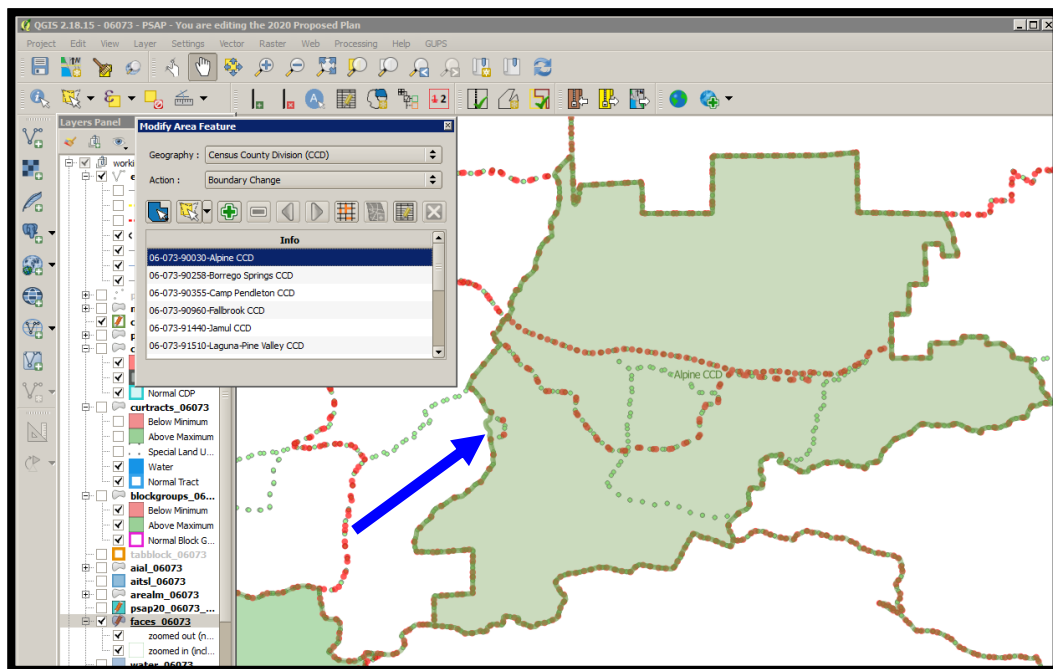 QGIS 2.18.15 - 06073 - PSAP - You are editing the 2020 Proposed Plan
Project Edit View Layer Settings Vector Raster Web Processing Help GUPS
Layers Panel
Modify Area Feature
Geography : Census County Division (CCD)
Action : Boundary Change
Info
06-073-90030-Alpine CCD
06-073-90258-Borrego Springs CCD
06-073-90355-Camp Pendleton CCD
06-073-90960-Fallbrook CCD
06-073-91440-Jamul CCD
06-073-91510-Laguna-Pine Valley CCD
Normal CDP
curtracts_06073
Below Minimum
Above Maximum
Special Land U...
Water
Normal Tract
blockgroups_06...
Below Minimum
Above Maximum
Normal Block G...
tabblock_06073
aial_06073
aitsl_06073
arealm_06073
psap20_06073_...
faces_06073
zoomed out (n...
zoomed in (incl...
water_06073
Alpine CCD